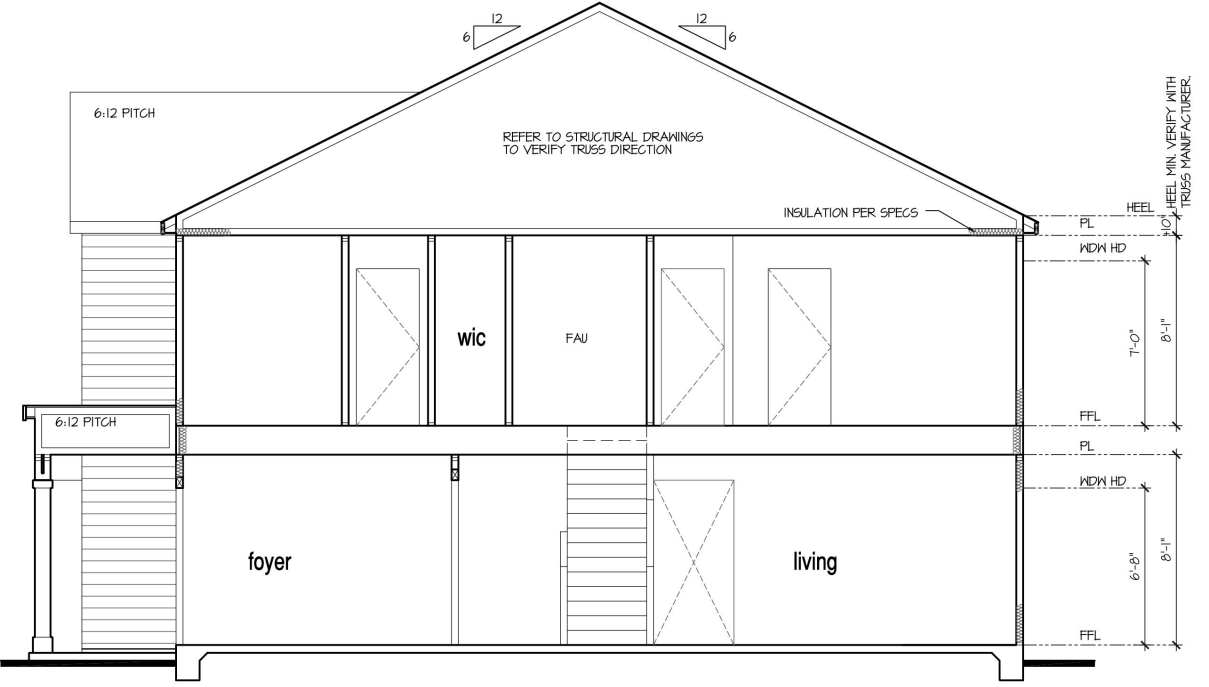 12
12
6
6
6:12 PITCH
REFER TO STRUCTURAL DRAWINGS
TO VERIFY TRUSS DIRECTION
HEEL MIN. VERIFY WITH
TRUSS MANUFACTURER.
INSULATION PER SPECS
HEEL
PL
WDW HD
wic
FAU
7'-0"
8'-1"
6:12 PITCH
FFL
PL
WDW HD
foyer
living
6'-8"
8'-1"
FFL